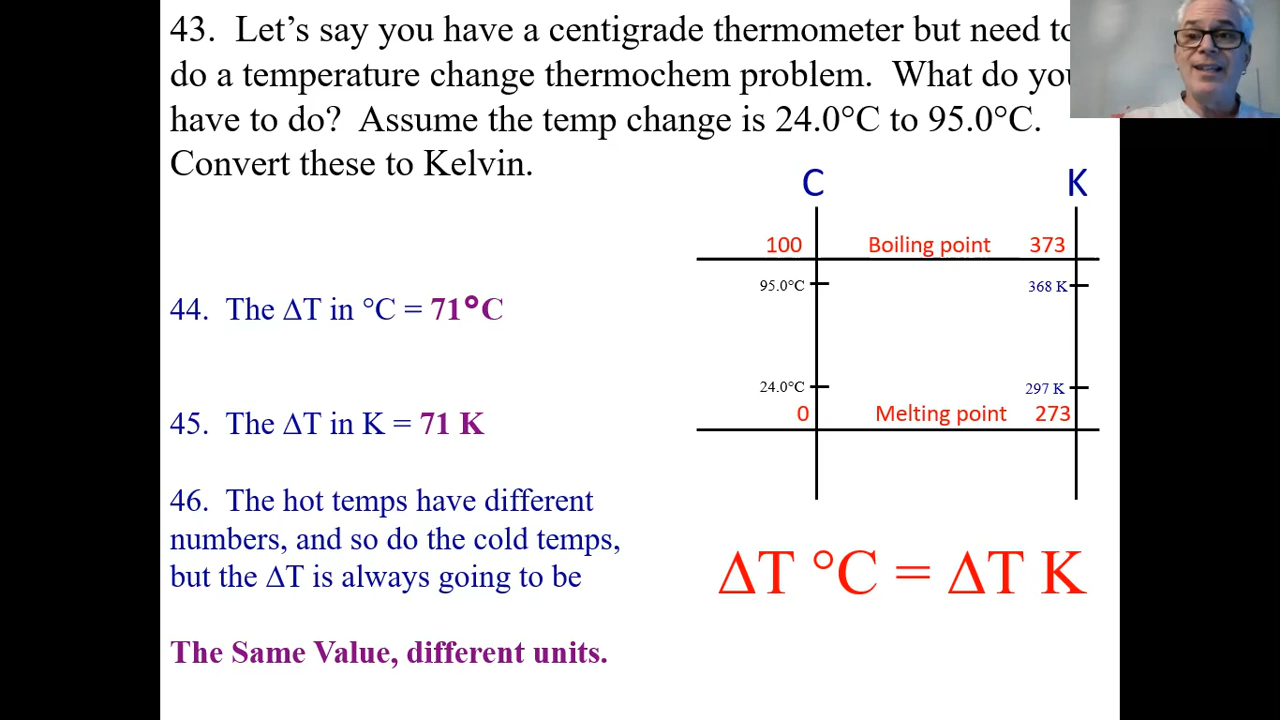 43.  Let’s say you have a centigrade thermometer but need to
do a temperature change thermochem problem.  What do you
have to do?  Assume the temp change is 24.0°C to 95.0°C.
Convert these to Kelvin.
C
K
100
Boiling point
373
95.0°C
368 K
44.  The ΔT in °C = 71°C
24.0°C
297 K
0
Melting point
273
45.  The ΔT in K = 71 K
46.  The hot temps have different
numbers, and so do the cold temps,
but the ΔT is always going to be
ΔT °C = ΔT K
The Same Value, different units.